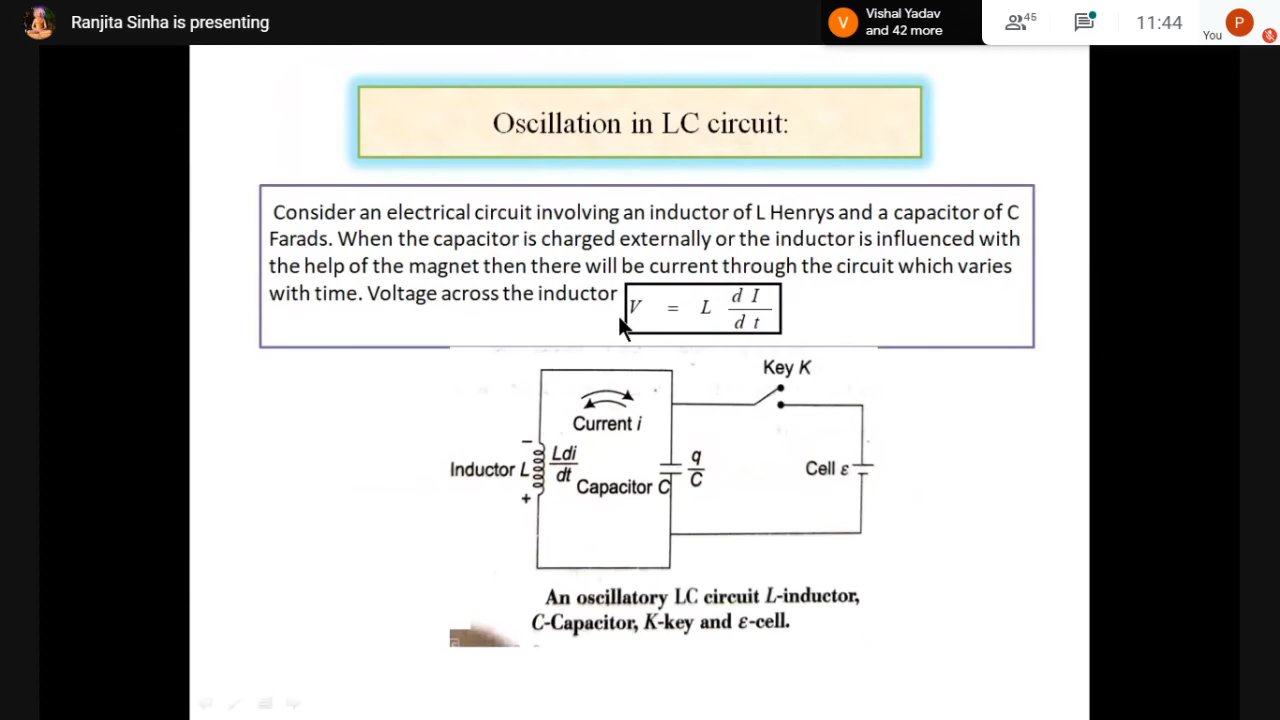 Ranjita Sinha is presenting
V
Vishal Yadav
and 42 more
45
11:44
You
P
Oscillation in LC circuit:
Consider an electrical circuit involving an inductor of L Henrys and a capacitor of C
Farads. When the capacitor is charged externally or the inductor is influenced with
the help of the magnet then there will be current through the circuit which varies
with time. Voltage across the inductor V = L d I / d t
Key K
Current i
Inductor L
Ldi
dt
Capacitor C
q
C
Cell ε
−
+
An oscillatory LC circuit L-inductor,
C-Capacitor, K-key and ε-cell.